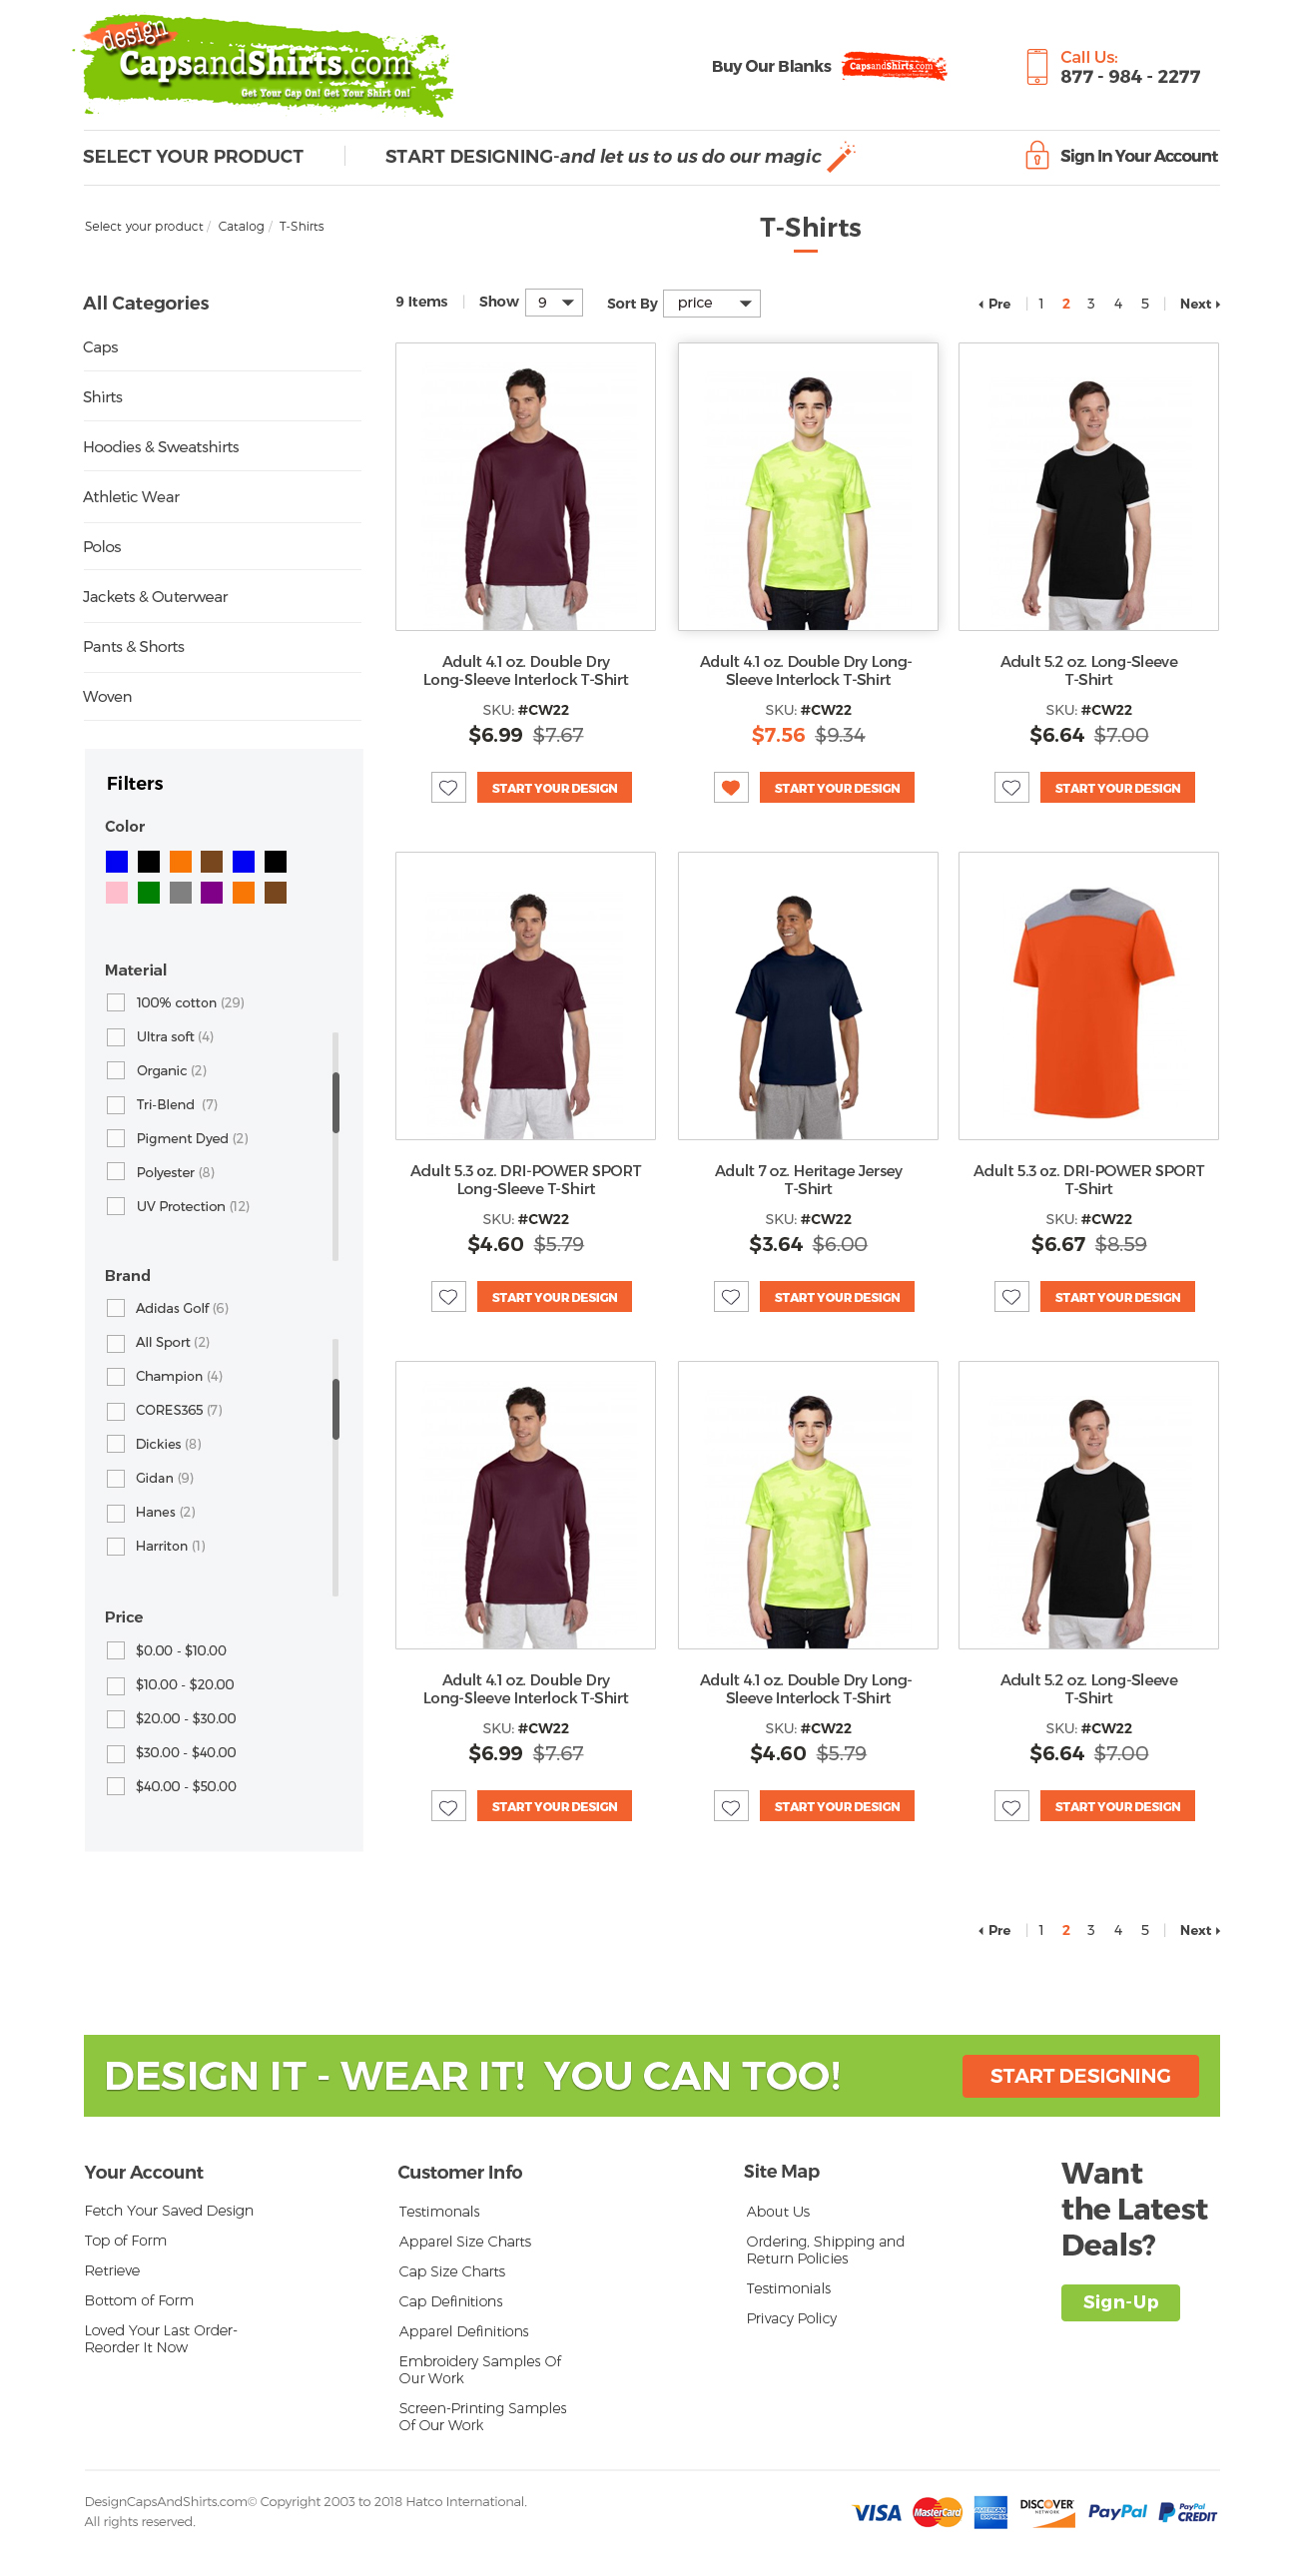 design
CapsandShirts.com
Get Your Cap On! Get Your Shirt On!
Buy Our Blanks CapsandShirts.com
Call Us:
877 - 984 - 2277
SELECT YOUR PRODUCT
START DESIGNING-and let us to us do our magic
Sign In Your Account
Select your product / Catalog / T-Shirts
T-Shirts
All Categories
Caps
Shirts
Hoodies & Sweatshirts
Athletic Wear
Polos
Jackets & Outerwear
Pants & Shorts
Woven
Filters
Color
Material
100% cotton (29)
Ultra soft (4)
Organic (2)
Tri-Blend (7)
Pigment Dyed (2)
Polyester (8)
UV Protection (12)
Brand
Adidas Golf (6)
All Sport (2)
Champion (4)
CORES365 (7)
Dickies (8)
Gidan (9)
Hanes (2)
Harriton (1)
Price
$0.00 - $10.00
$10.00 - $20.00
$20.00 - $30.00
$30.00 - $40.00
$40.00 - $50.00
9 Items | Show 9 Sort By price
Pre | 1 2 3 4 5 | Next
Adult 4.1 oz. Double Dry
Long-Sleeve Interlock T-Shirt
SKU: #CW22
$6.99 $7.67
START YOUR DESIGN
Adult 4.1 oz. Double Dry Long-
Sleeve Interlock T-Shirt
SKU: #CW22
$7.56 $9.34
START YOUR DESIGN
Adult 5.2 oz. Long-Sleeve
T-Shirt
SKU: #CW22
$6.64 $7.00
START YOUR DESIGN
Adult 5.3 oz. DRI-POWER SPORT
Long-Sleeve T-Shirt
SKU: #CW22
$4.60 $5.79
START YOUR DESIGN
Adult 7 oz. Heritage Jersey
T-Shirt
SKU: #CW22
$3.64 $6.00
START YOUR DESIGN
Adult 5.3 oz. DRI-POWER SPORT
T-Shirt
SKU: #CW22
$6.67 $8.59
START YOUR DESIGN
Adult 4.1 oz. Double Dry
Long-Sleeve Interlock T-Shirt
SKU: #CW22
$6.99 $7.67
START YOUR DESIGN
Adult 4.1 oz. Double Dry Long-
Sleeve Interlock T-Shirt
SKU: #CW22
$4.60 $5.79
START YOUR DESIGN
Adult 5.2 oz. Long-Sleeve
T-Shirt
SKU: #CW22
$6.64 $7.00
START YOUR DESIGN
Pre | 1 2 3 4 5 | Next
DESIGN IT - WEAR IT! YOU CAN TOO!
START DESIGNING
Your Account
Fetch Your Saved Design
Top of Form
Retrieve
Bottom of Form
Loved Your Last Order-
Reorder It Now
Customer Info
Testimonals
Apparel Size Charts
Cap Size Charts
Cap Definitions
Apparel Definitions
Embroidery Samples Of
Our Work
Screen-Printing Samples
Of Our Work
Site Map
About Us
Ordering, Shipping and
Return Policies
Testimonials
Privacy Policy
Want
the Latest
Deals?
Sign-Up
DesignCapsAndShirts.com© Copyright 2003 to 2018 Hatco International.
All rights reserved.
VISA
MasterCard
AMERICAN
EXPRESS
DISCOVER
NETWORK
PayPal
PayPal
CREDIT